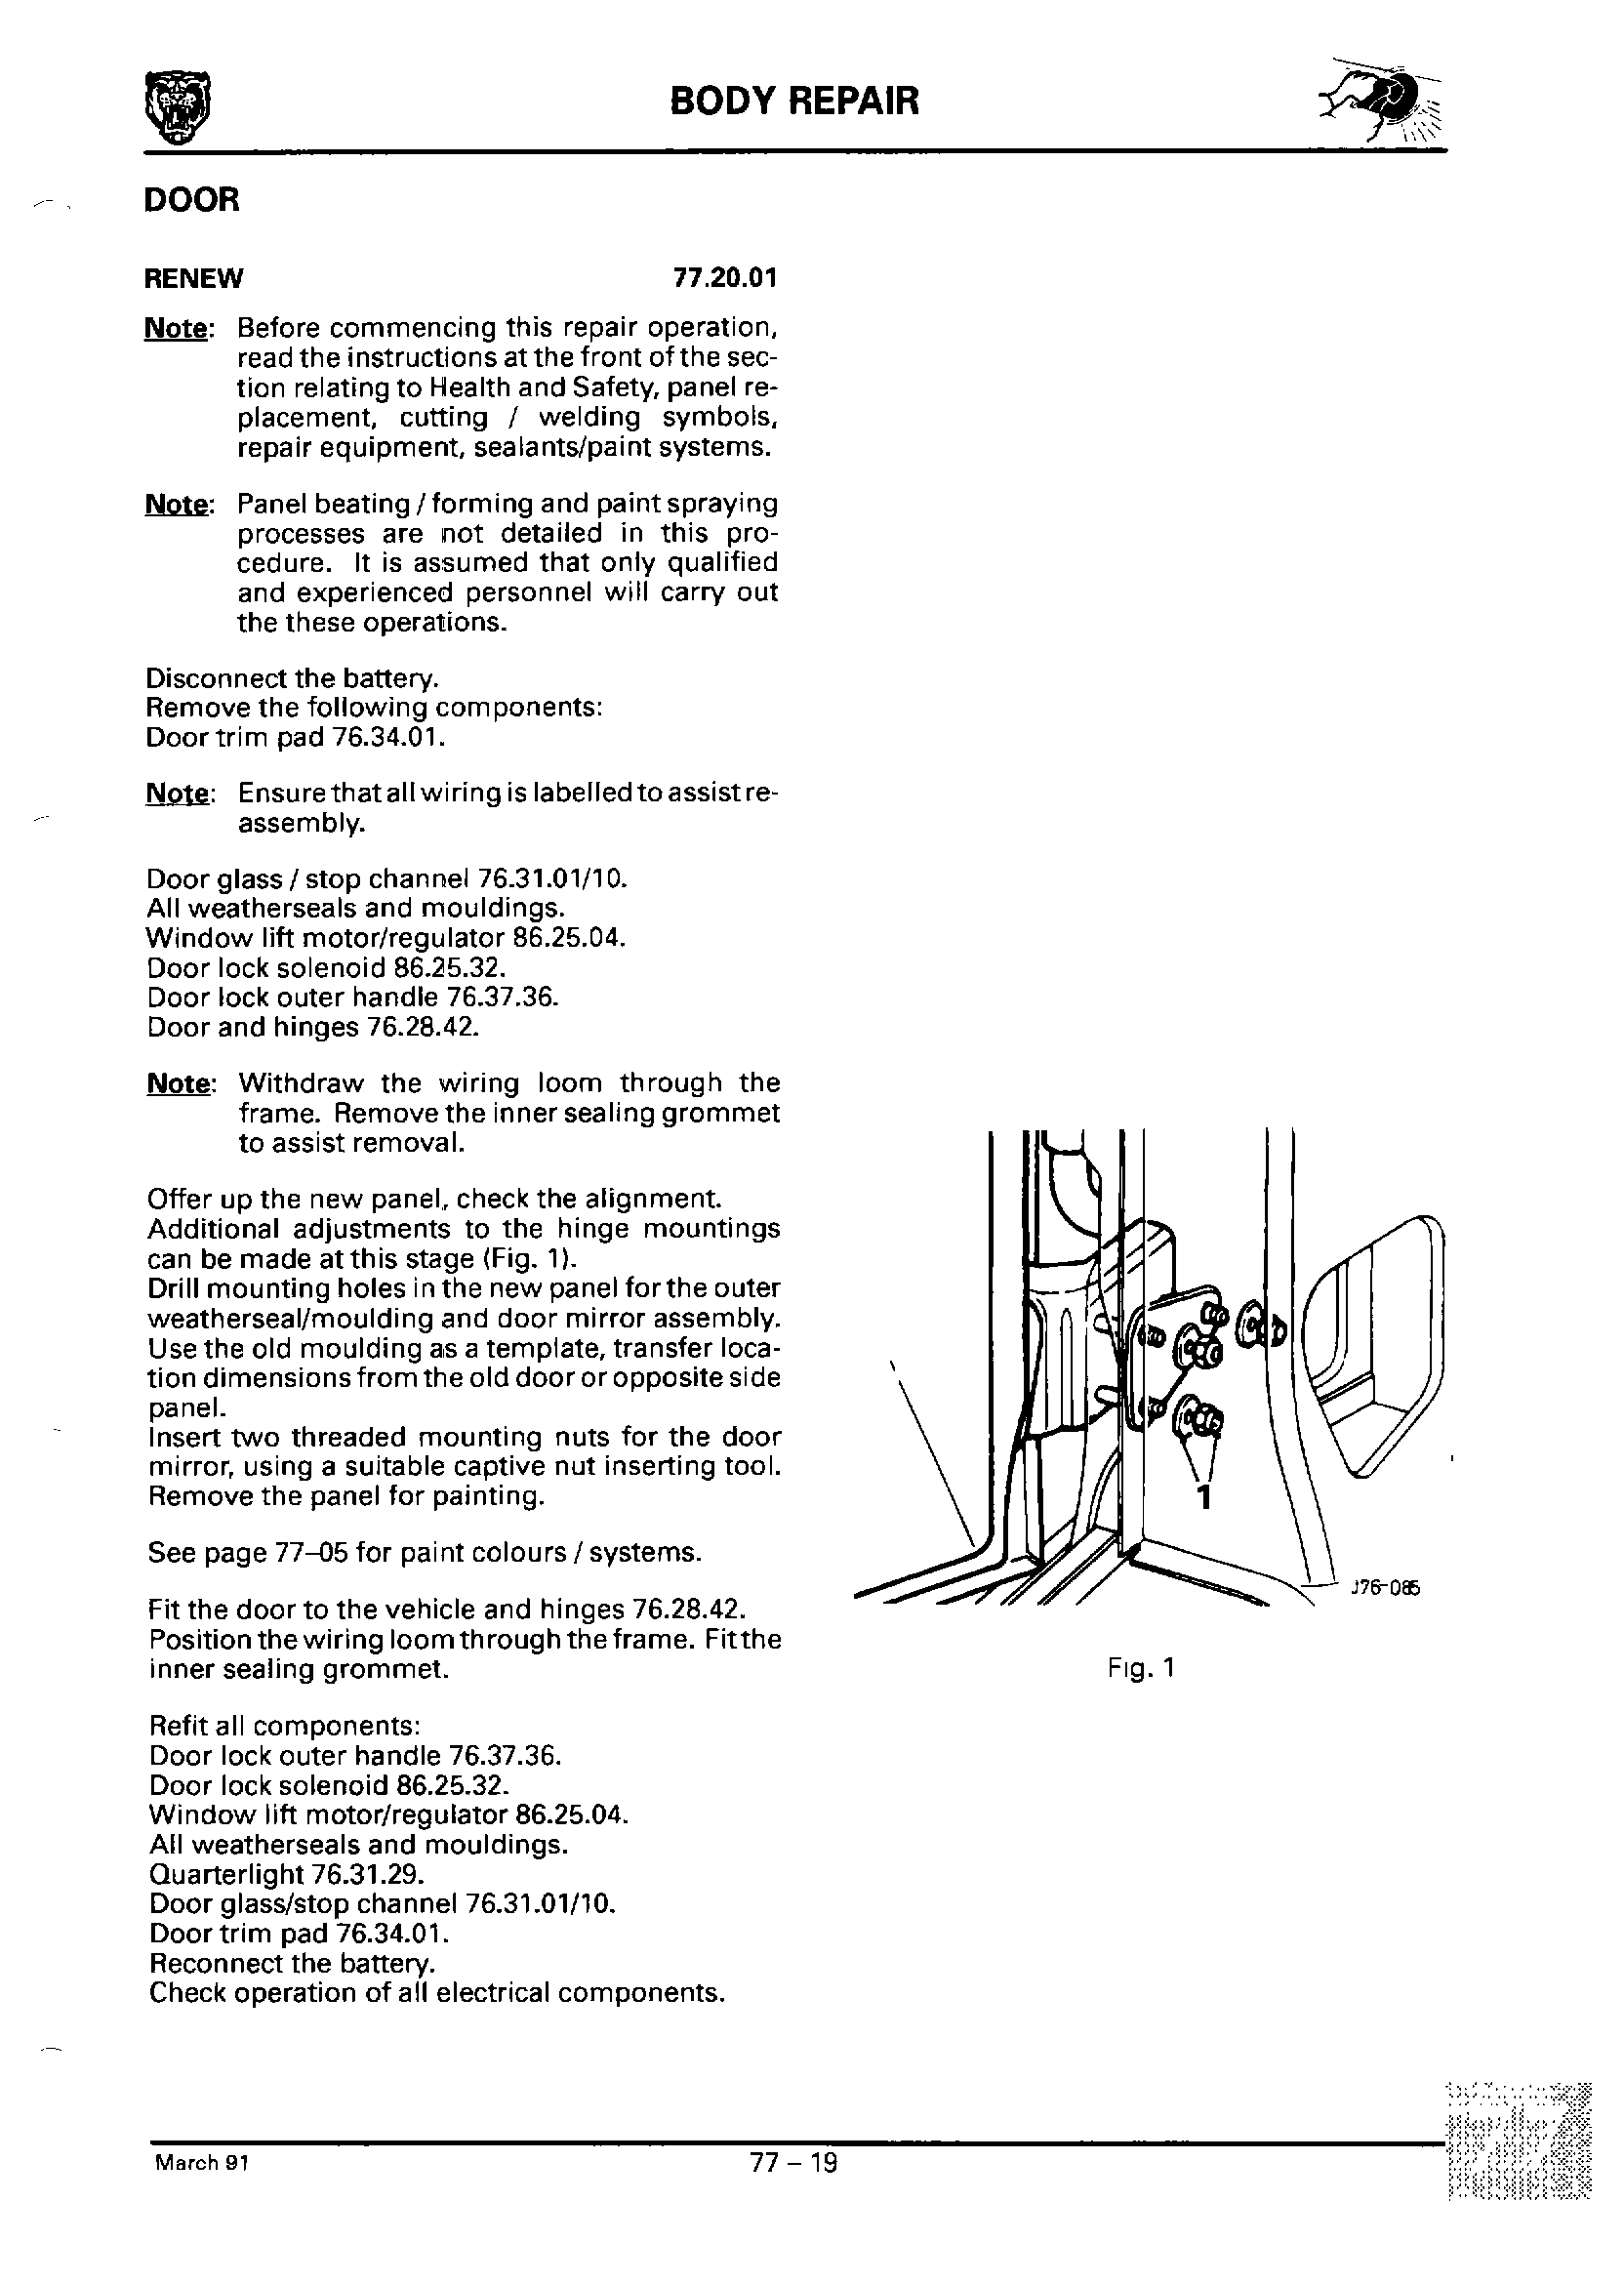 BODY REPAIR
DOOR
RENEW 77.20.01
Note: Before commencing this repair operation,
read the instructions at the front of the sec-
tion relating to Health and Safety, panel re-
placement, cutting / welding symbols,
repair equipment, sealants/paint systems.
Note: Panel beating / forming and paint spraying
processes are not detailed in this pro-
cedure. It is assumed that only qualified
and experienced personnel will carry out
the these operations.
Disconnect the battery.
Remove the following components:
Door trim pad 76.34.01.
Note: Ensure that all wiring is labelled to assist re-
assembly.
Door glass / stop channel 76.31.01/10.
All weatherseals and mouldings.
Window lift motor/regulator 86.25.04.
Door lock solenoid 86.25.32.
Door lock outer handle 76.37.36.
Door and hinges 76.28.42.
Note: Withdraw the wiring loom through the
frame. Remove the inner sealing grommet
to assist removal.
Offer up the new panel, check the alignment.
Additional adjustments to the hinge mountings
can be made at this stage (Fig. 1).
Drill mounting holes in the new panel for the outer
weatherseal/moulding and door mirror assembly.
Use the old moulding as a template, transfer loca-
tion dimensions from the old door or opposite side
panel.
Insert two threaded mounting nuts for the door
mirror, using a suitable captive nut inserting tool.
Remove the panel for painting.
See page 77–05 for paint colours / systems.
Fit the door to the vehicle and hinges 76.28.42.
Position the wiring loom through the frame. Fit the
inner sealing grommet.
Refit all components:
Door lock outer handle 76.37.36.
Door lock solenoid 86.25.32.
Window lift motor/regulator 86.25.04.
All weatherseals and mouldings.
Quarterlight 76.31.29.
Door glass/stop channel 76.31.01/10.
Door trim pad 76.34.01.
Reconnect the battery.
Check operation of all electrical components.
1
J76-085
Fig. 1
March 91
77 – 19